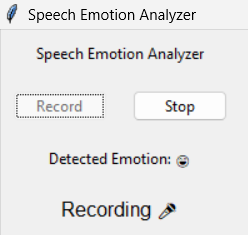 Speech Emotion Analyzer
Speech Emotion Analyzer
Record Stop
Detected Emotion: 😀
Recording 🎤